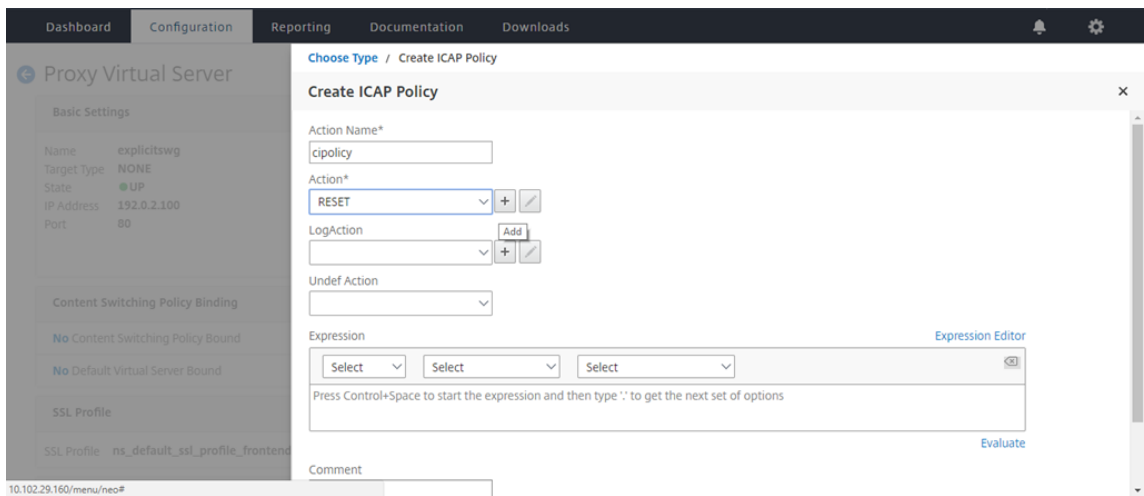 Dashboard Configuration Reporting Documentation Downloads
Choose Type / Create ICAP Policy
Proxy Virtual Server
Create ICAP Policy
Basic Settings
Name explicitswg
Target Type NONE
State UP
IP Address 192.0.2.100
Port 80
Content Switching Policy Binding
No Content Switching Policy Bound
No Default Virtual Server Bound
SSL Profile
SSL Profile ns_default_ssl_profile_frontend
Action Name*
cipolicy
Action*
RESET
Add
LogAction
Undef Action
Expression Expression Editor
Select Select Select
Press Control+Space to start the expression and then type '.' to get the next set of options
Evaluate
Comment
10.102.29.160/menu/neo#